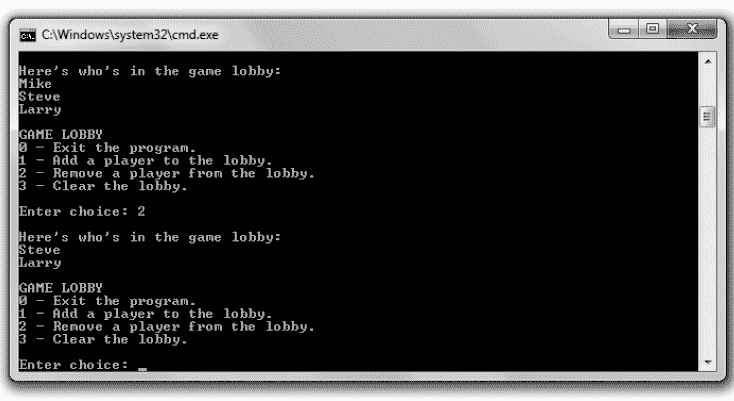 C:\Windows\system32\cmd.exe
Here's who's in the game lobby:
Mike
Steve
Larry
GAME LOBBY
0 - Exit the program.
1 - Add a player to the lobby.
2 - Remove a player from the lobby.
3 - Clear the lobby.
Enter choice: 2
Here's who's in the game lobby:
Steve
Larry
GAME LOBBY
0 - Exit the program.
1 - Add a player to the lobby.
2 - Remove a player from the lobby.
3 - Clear the lobby.
Enter choice: _